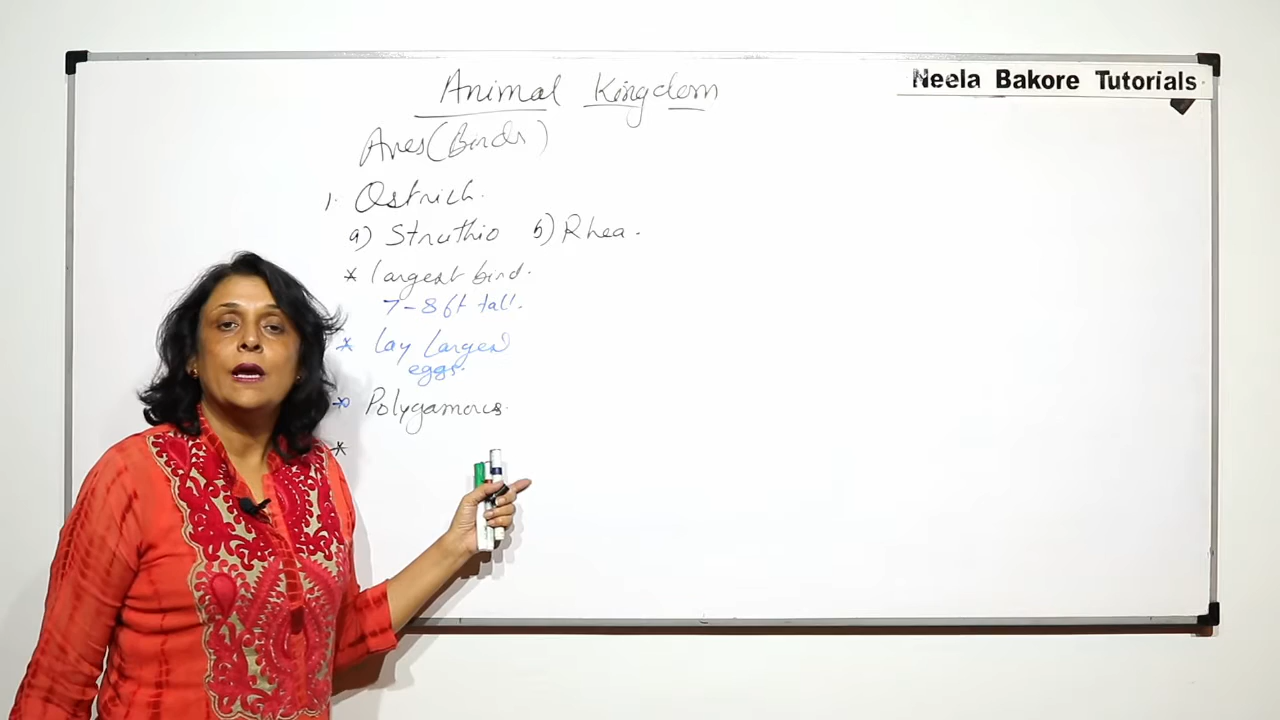 Animal Kingdom
Neela Bakore Tutorials
Aves (Birds)
1. Ostrich.
a) Struthio b) Rhea.
* largest bird.
7-8 ft tall.
* lay largest
eggs.
* Polygamous.
*